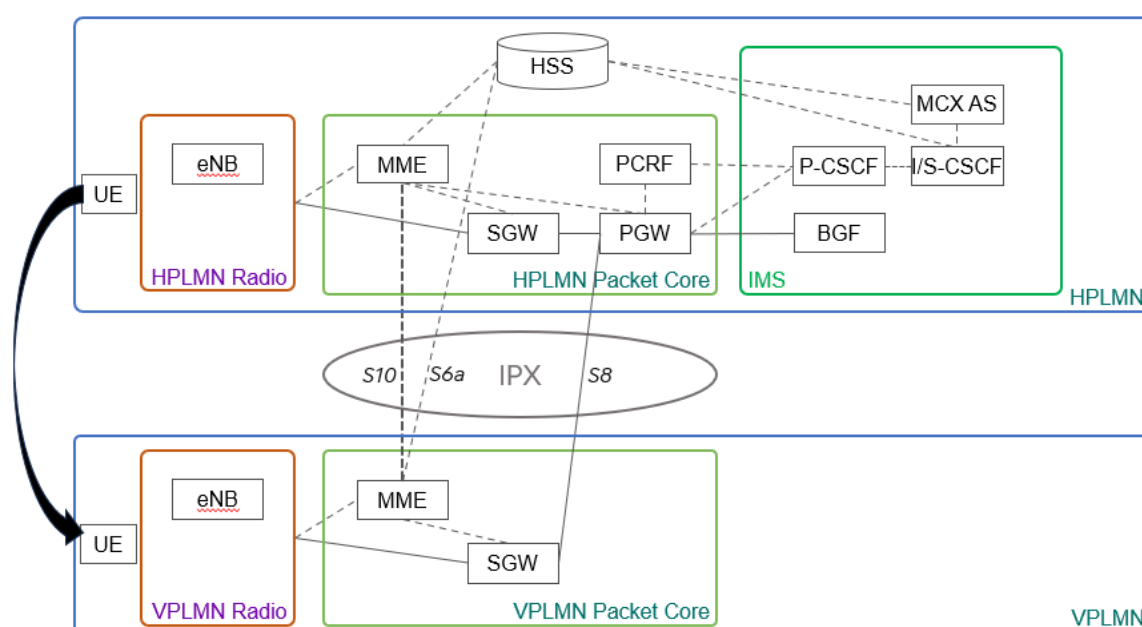 HSS
MCX AS
eNB
MME
PCRF
P-CSCF
I/S-CSCF
UE
SGW
PGW
BGF
HPLMN Radio
HPLMN Packet Core
IMS
HPLMN
S10
S6a
IPX
S8
eNB
MME
UE
SGW
VPLMN Radio
VPLMN Packet Core
VPLMN